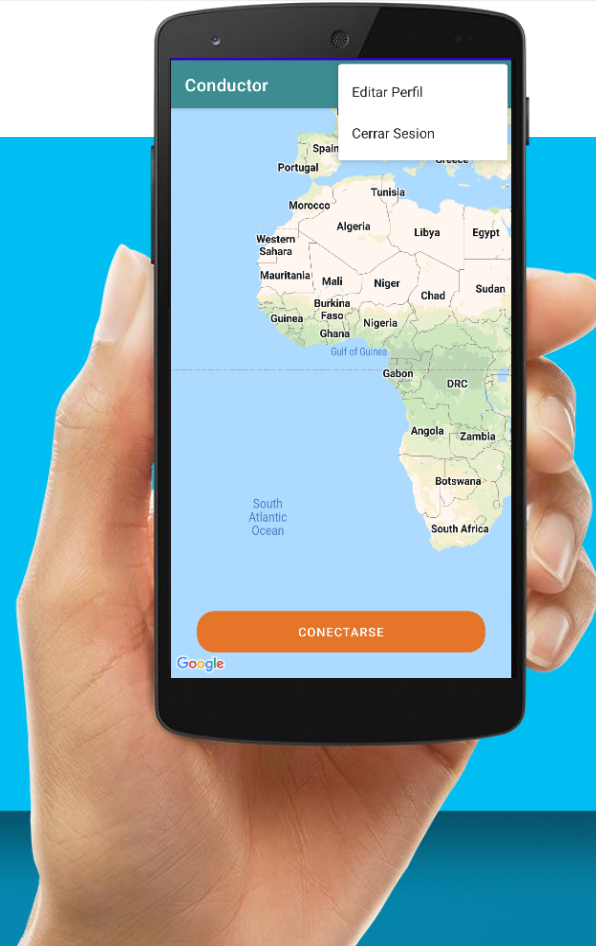 Conductor
Editar Perfil
Cerrar Sesion
Spain
Portugal
Greece
Tunisia
Morocco
Algeria
Libya
Egypt
Western
Sahara
Mauritania
Mali
Niger
Chad
Sudan
Burkina
Faso
Guinea
Ghana
Nigeria
Gulf of Guinea
Gabon
DRC
Angola
Zambia
Botswana
South
Atlantic
Ocean
South Africa
CONECTARSE
Google